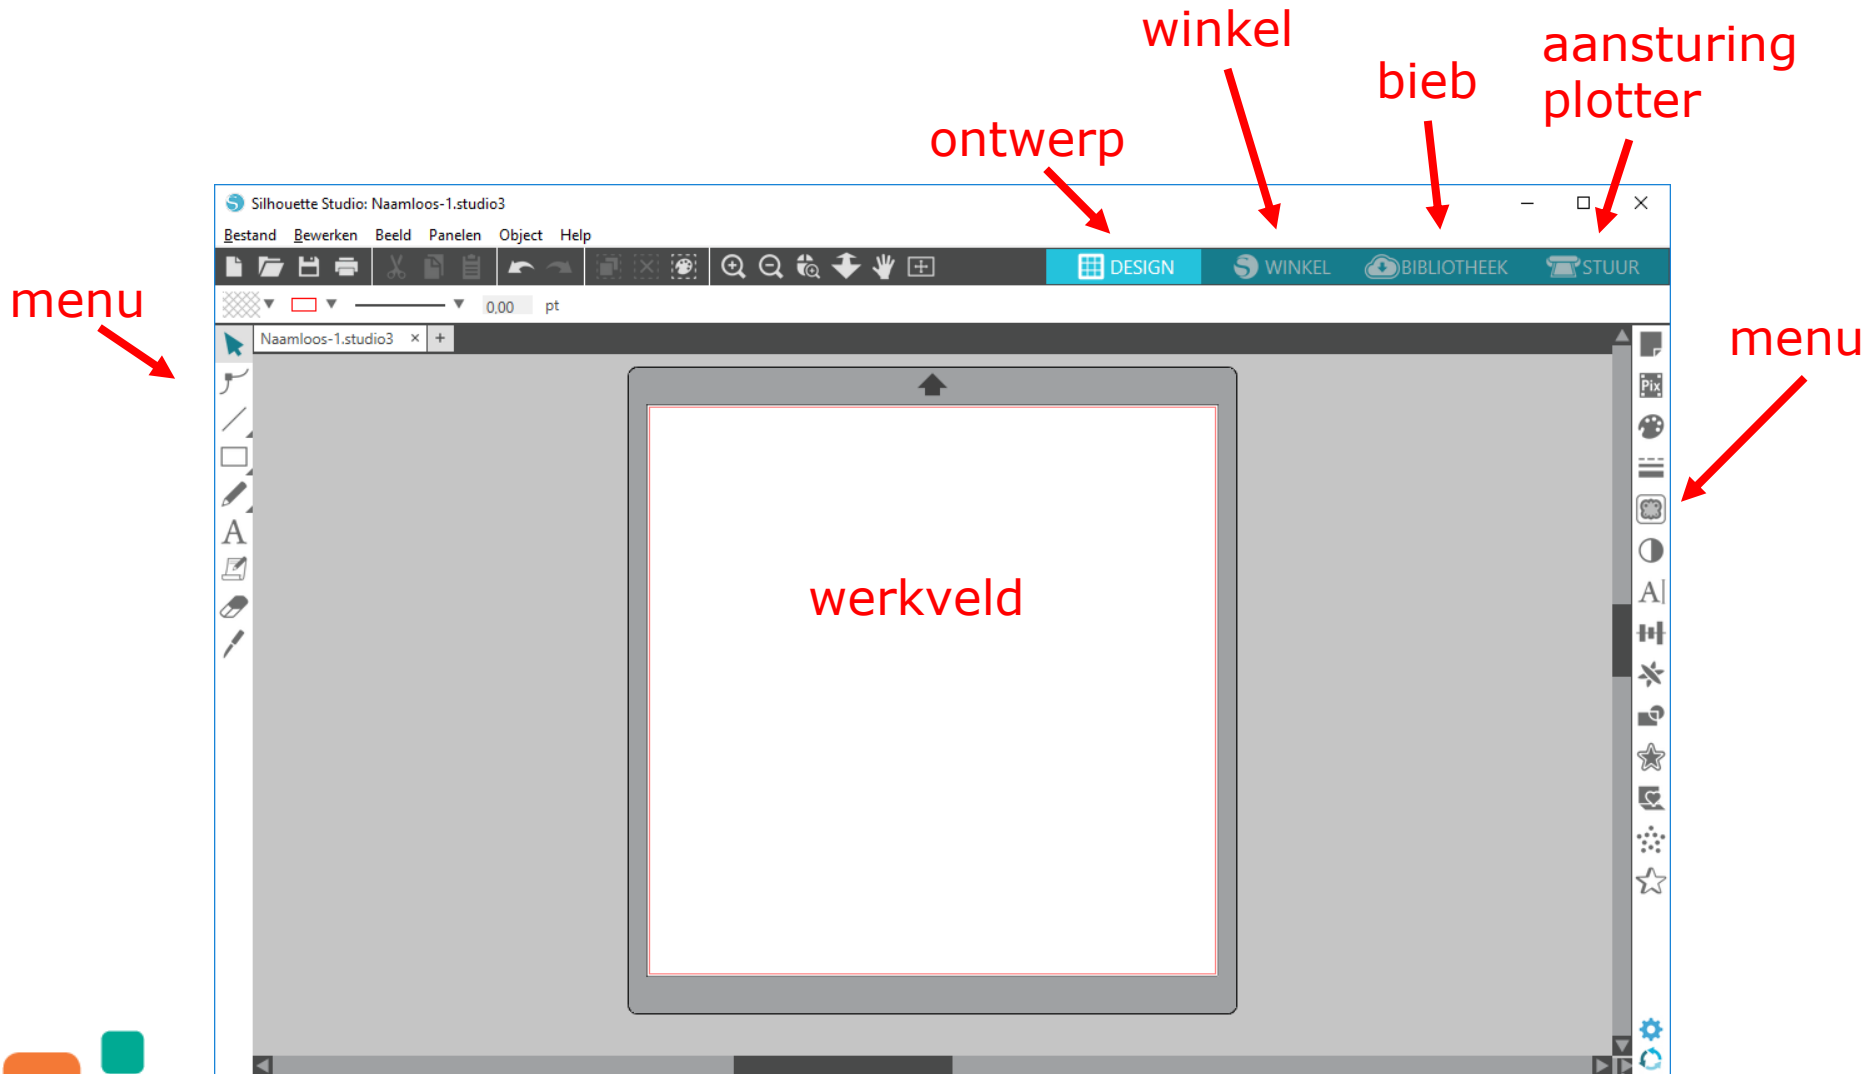 winkel
aansturing
bieb
plotter
ontwerp
Silhouette Studio: Naamloos-1.studio3
Bestand Bewerken Beeld Panelen Object Help
DESIGN WINKEL BIBLIOTHEEK STUUR
menu
0,00 pt
Naamloos-1.studio3 × +
menu
Pix
A
A
werkveld